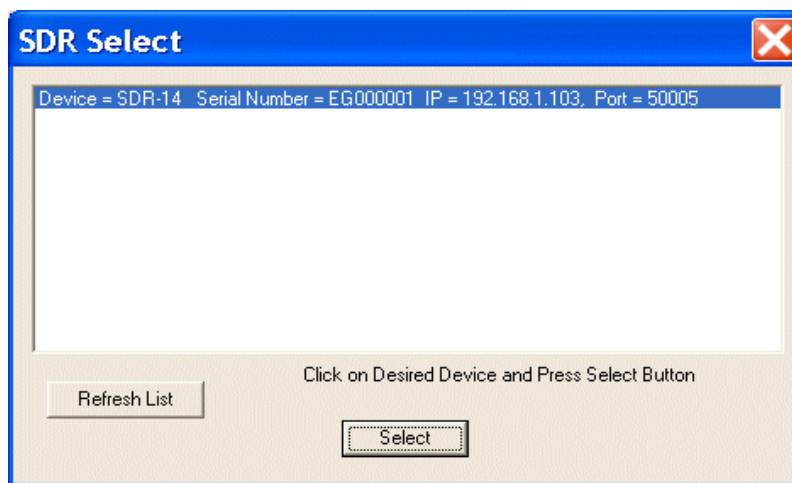 SDR Select
Device = SDR-14 Serial Number = EG000001 IP = 192.168.1.103, Port = 50005
Click on Desired Device and Press Select Button
Refresh List
Select